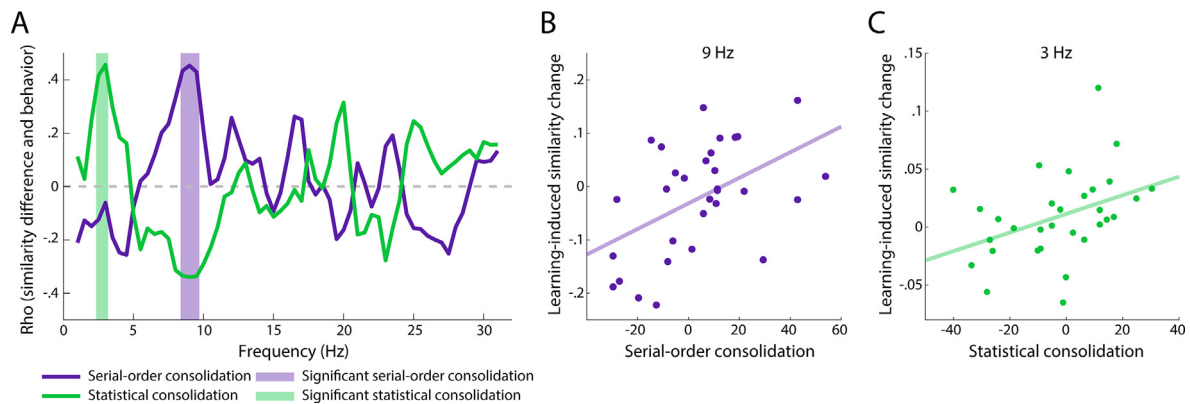 A
Rho (similarity difference and behavior)
.4
.2
0
-.2
-.4
0 5 10 15 20 25 30
Frequency (Hz)
Serial-order consolidation
Significant serial-order consolidation
Statistical consolidation
Significant statistical consolidation
B
9 Hz
Learning-induced similarity change
.2
.1
0
-.1
-.2
-20 0 20 40 60
Serial-order consolidation
C
3 Hz
Learning-induced similarity change
.15
.1
.05
0
-.05
-40 -20 0 20 40
Statistical consolidation